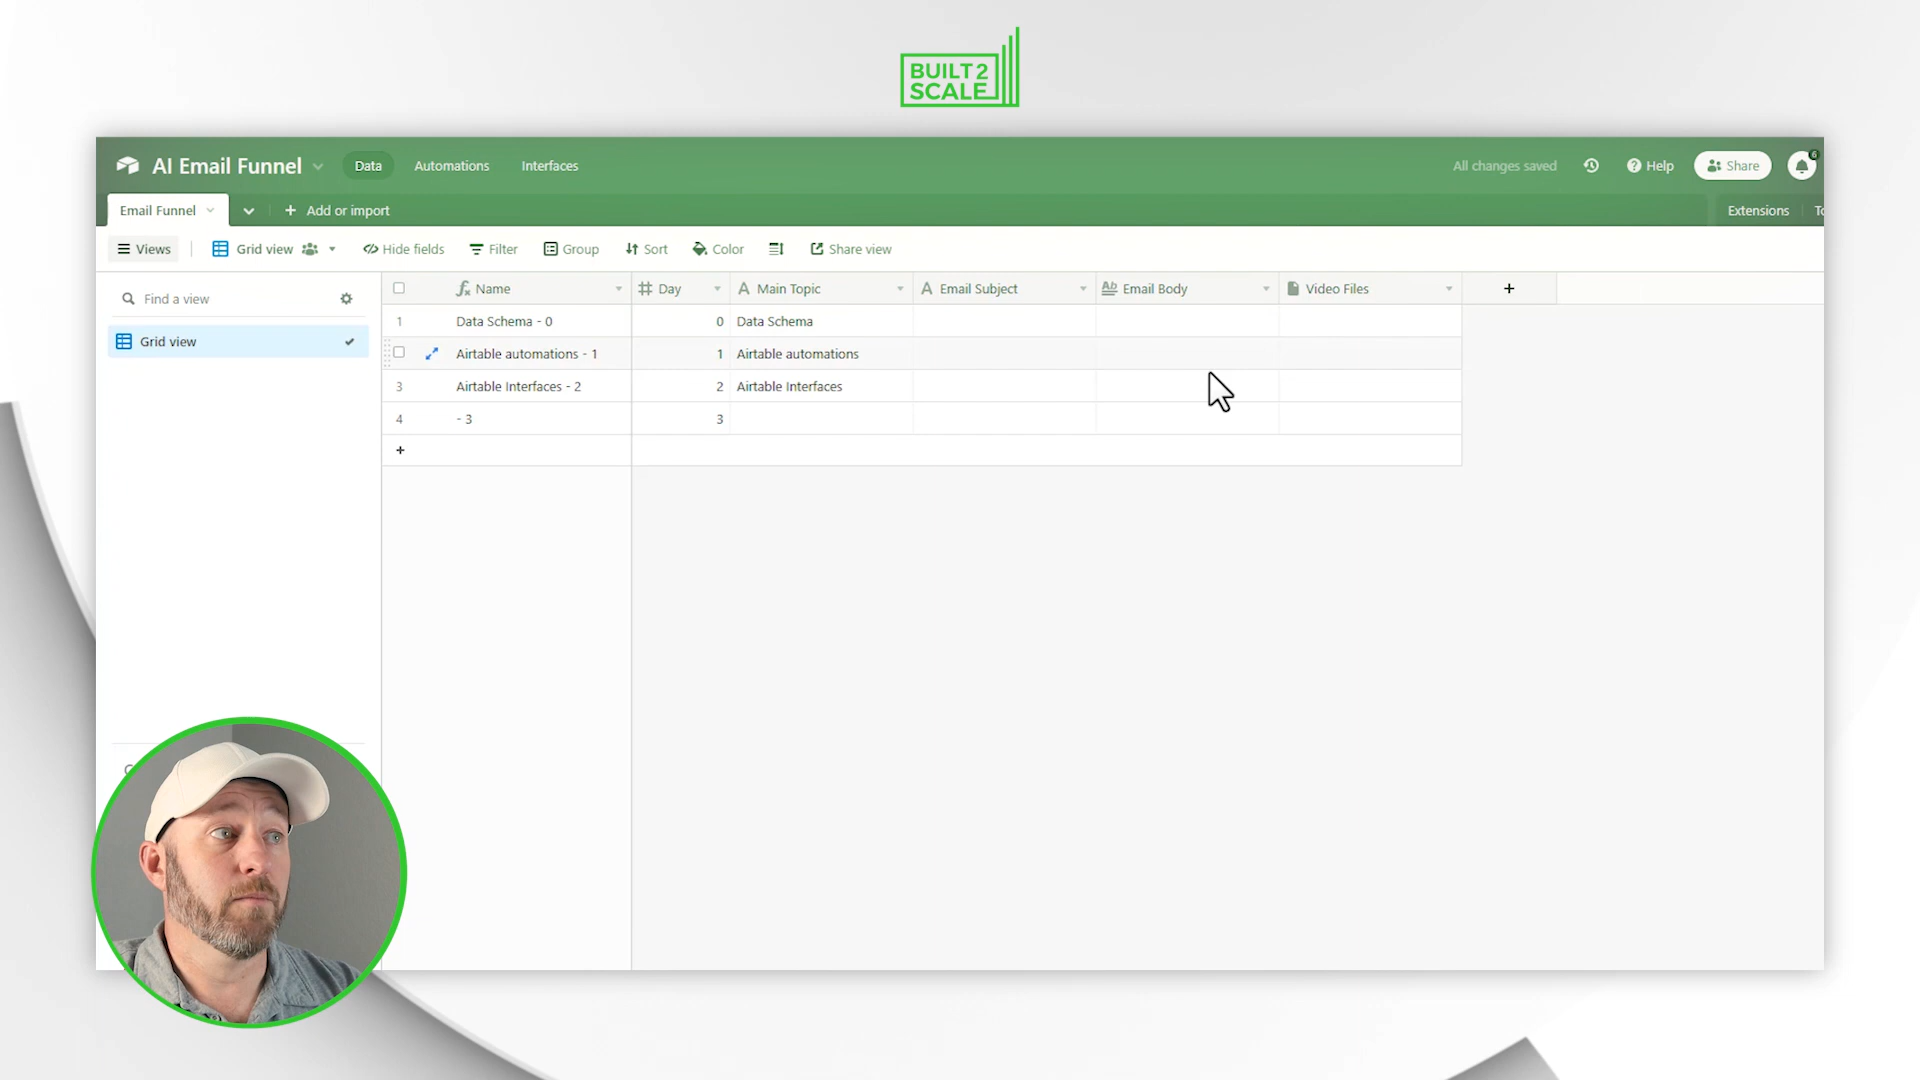 BUILT 2
SCALE
AI Email Funnel
Data
Automations
Interfaces
All changes saved
Help
Share
6
Email Funnel
+ Add or import
Extensions
Views
Grid view
Hide fields
Filter
Group
Sort
Color
Share view
Find a view
Grid view
Name
Day
A Main Topic
A Email Subject
Email Body
Video Files
+
1 Data Schema - 0 0 Data Schema
Airtable automations - 1 1 Airtable automations
3 Airtable Interfaces - 2 2 Airtable Interfaces
4 - 3 3
+